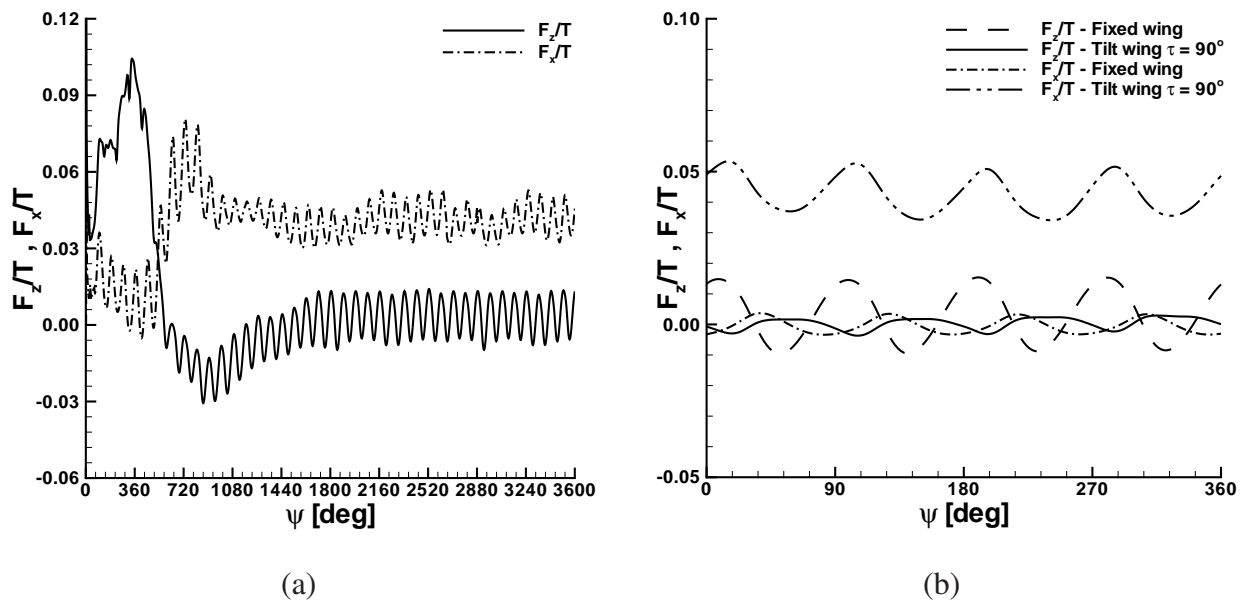 0.12
0.09
0.06
0.03
0.00
-0.03
-0.06
F_z/T , F_x/T
F_z/T
F_x/T
0 360 720 1080 1440 1800 2160 2520 2880 3240 3600
ψ [deg]
(a)
0.10
0.05
0.00
-0.05
F_z/T , F_x/T
F_z/T - Fixed wing
F_z/T - Tilt wing τ = 90°
F_x/T - Fixed wing
F_x/T - Tilt wing τ = 90°
0 90 180 270 360
ψ [deg]
(b)